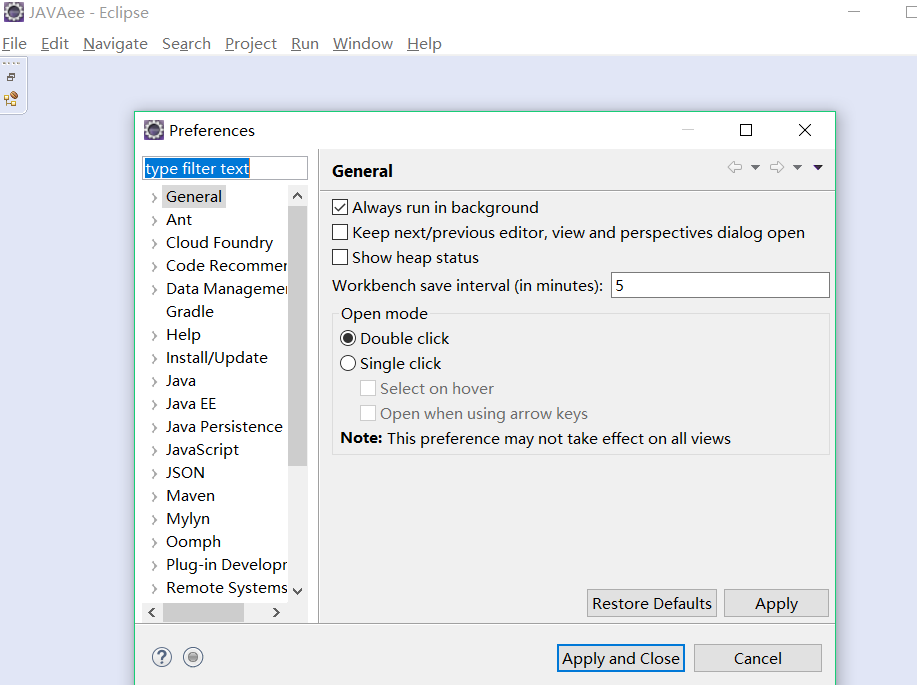 JAVAee - Eclipse
File Edit Navigate Search Project Run Window Help
Preferences
type filter text
General
Ant
Cloud Foundry
Code Recommer
Data Manageme
Gradle
Help
Install/Update
Java
Java EE
Java Persistence
JavaScript
JSON
Maven
Mylyn
Oomph
Plug-in Develop
Remote Systems
General
Always run in background
Keep next/previous editor, view and perspectives dialog open
Show heap status
Workbench save interval (in minutes): 5
Open mode
Double click
Single click
Select on hover
Open when using arrow keys
Note: This preference may not take effect on all views
Restore Defaults Apply
Apply and Close Cancel